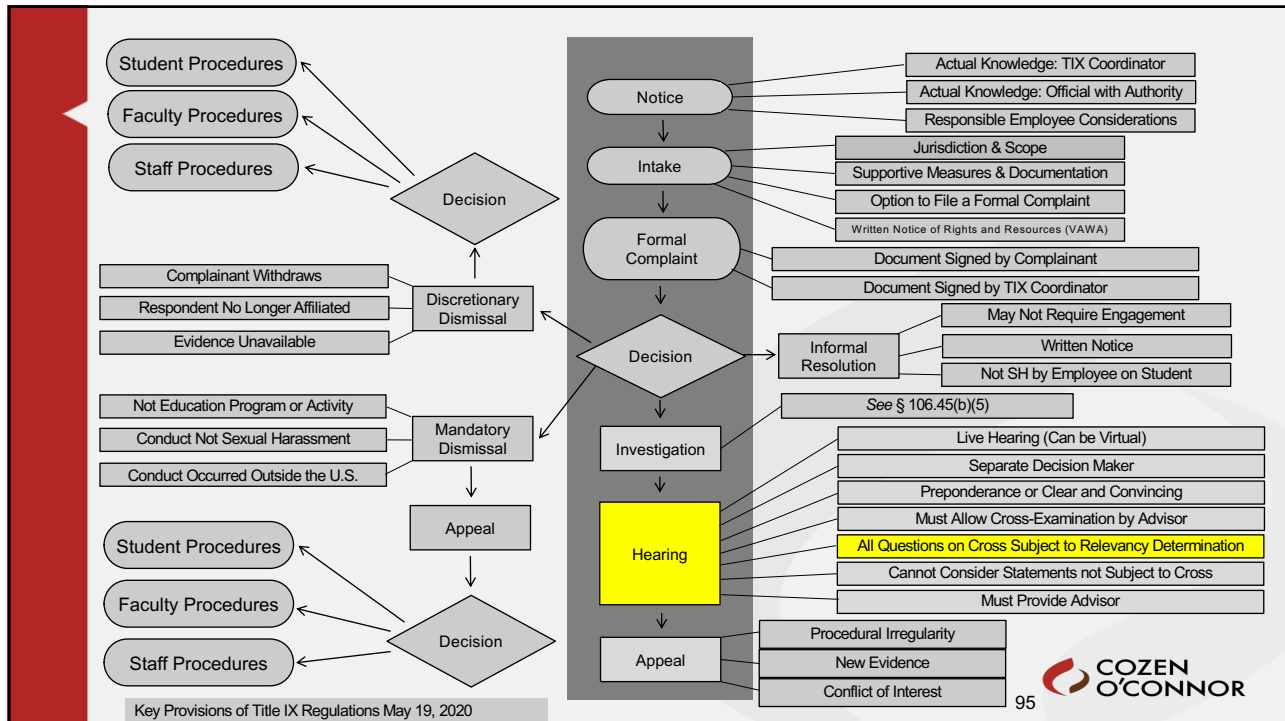 Student Procedures
Faculty Procedures
Staff Procedures
Decision
Complainant Withdraws
Respondent No Longer Affiliated
Evidence Unavailable
Discretionary
Dismissal
Not Education Program or Activity
Conduct Not Sexual Harassment
Conduct Occurred Outside the U.S.
Mandatory
Dismissal
Appeal
Student Procedures
Faculty Procedures
Staff Procedures
Decision
Notice
Actual Knowledge: TIX Coordinator
Actual Knowledge: Official with Authority
Responsible Employee Considerations
Intake
Jurisdiction & Scope
Supportive Measures & Documentation
Option to File a Formal Complaint
Written Notice of Rights and Resources (VAWA)
Formal
Complaint
Document Signed by Complainant
Document Signed by TIX Coordinator
Decision
Informal
Resolution
May Not Require Engagement
Written Notice
Not SH by Employee on Student
Investigation
See § 106.45(b)(5)
Hearing
Live Hearing (Can be Virtual)
Separate Decision Maker
Preponderance or Clear and Convincing
Must Allow Cross-Examination by Advisor
All Questions on Cross Subject to Relevancy Determination
Cannot Consider Statements not Subject to Cross
Must Provide Advisor
Appeal
Procedural Irregularity
New Evidence
Conflict of Interest
Key Provisions of Title IX Regulations May 19, 2020
95
COZEN
O'CONNOR